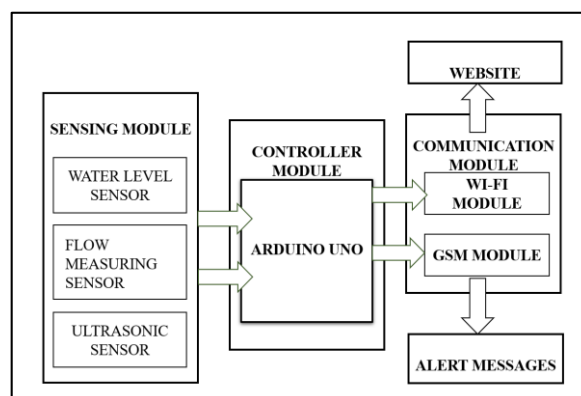 SENSING MODULE
WATER LEVEL
SENSOR
FLOW
MEASURING
SENSOR
ULTRASONIC
SENSOR
CONTROLLER
MODULE
ARDUINO UNO
WEBSITE
COMMUNICATION
MODULE
WI-FI
MODULE
GSM MODULE
ALERT MESSAGES